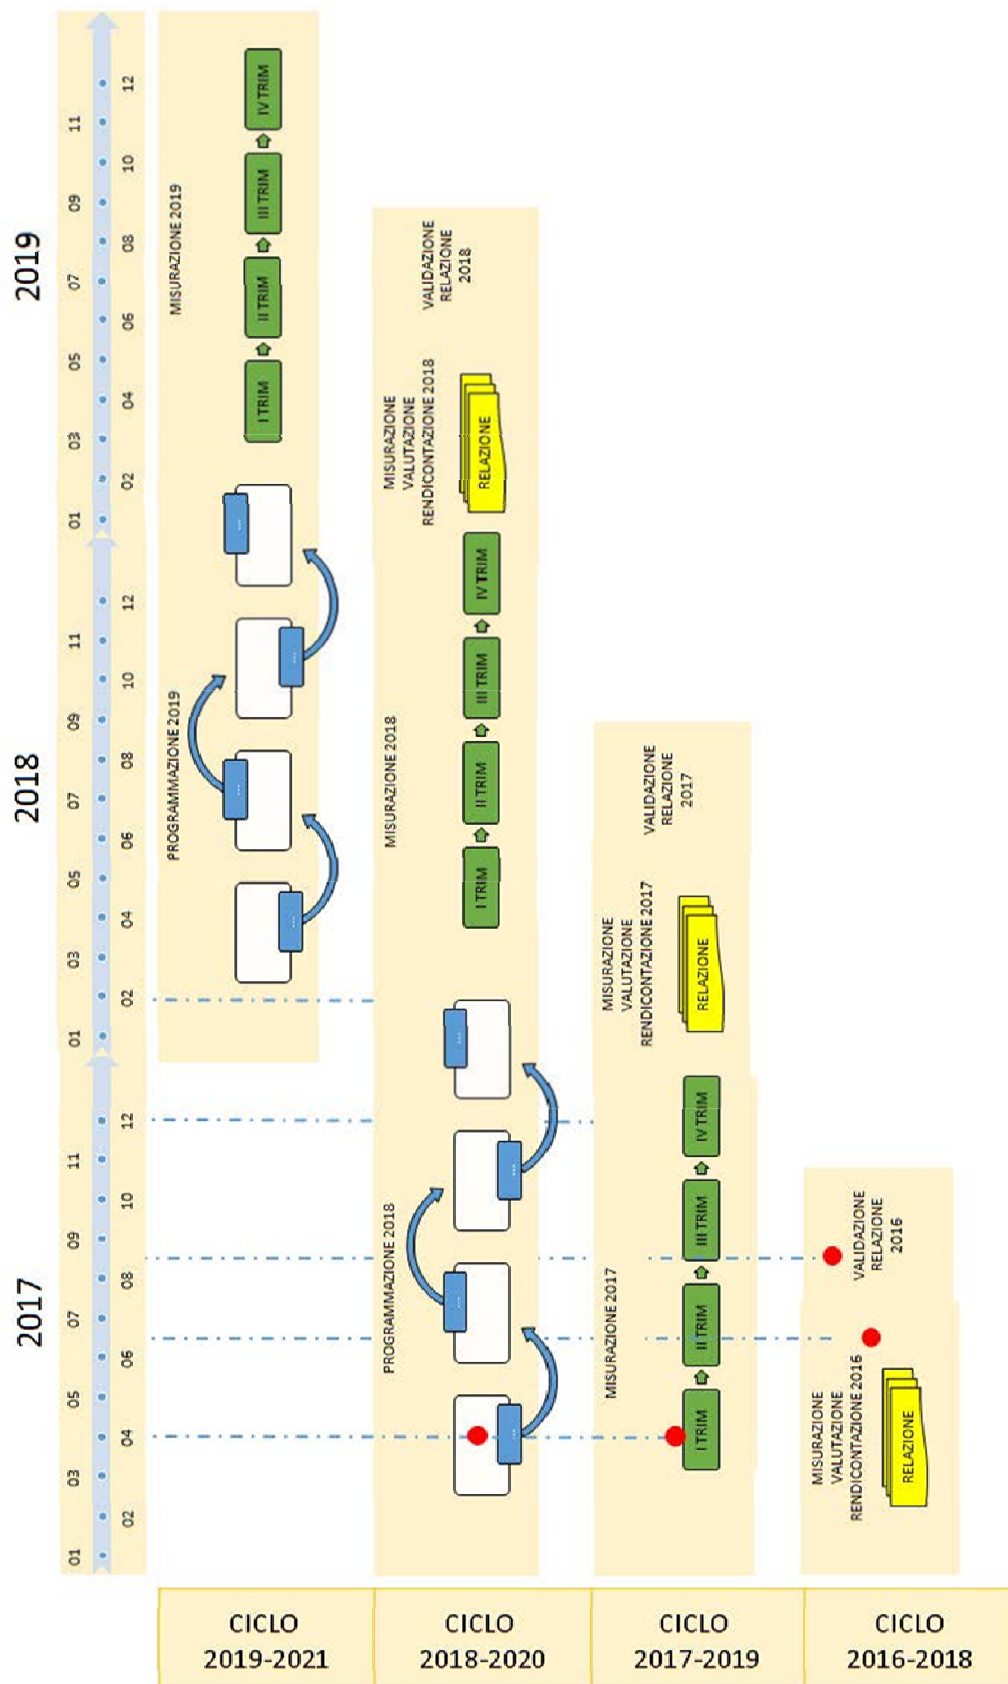 2017
2018
2019
01
02
03
04
05
06
07
08
09
10
11
12
01
02
03
04
05
06
07
08
09
10
11
12
01
02
03
04
05
06
07
08
09
10
11
12
CICLO
2019-2021
PROGRAMMAZIONE 2019
...
...
...
...
MISURAZIONE 2019
I TRIM
II TRIM
III TRIM
IV TRIM
CICLO
2018-2020
PROGRAMMAZIONE 2018
...
...
...
...
MISURAZIONE 2018
I TRIM
II TRIM
III TRIM
IV TRIM
MISURAZIONE
VALUTAZIONE
RENDICONTAZIONE 2018
RELAZIONE
VALIDAZIONE
RELAZIONE
2018
CICLO
2017-2019
MISURAZIONE 2017
I TRIM
II TRIM
III TRIM
IV TRIM
MISURAZIONE
VALUTAZIONE
RENDICONTAZIONE 2017
RELAZIONE
VALIDAZIONE
RELAZIONE
2017
CICLO
2016-2018
MISURAZIONE
VALUTAZIONE
RENDICONTAZIONE 2016
RELAZIONE
VALIDAZIONE
RELAZIONE
2016